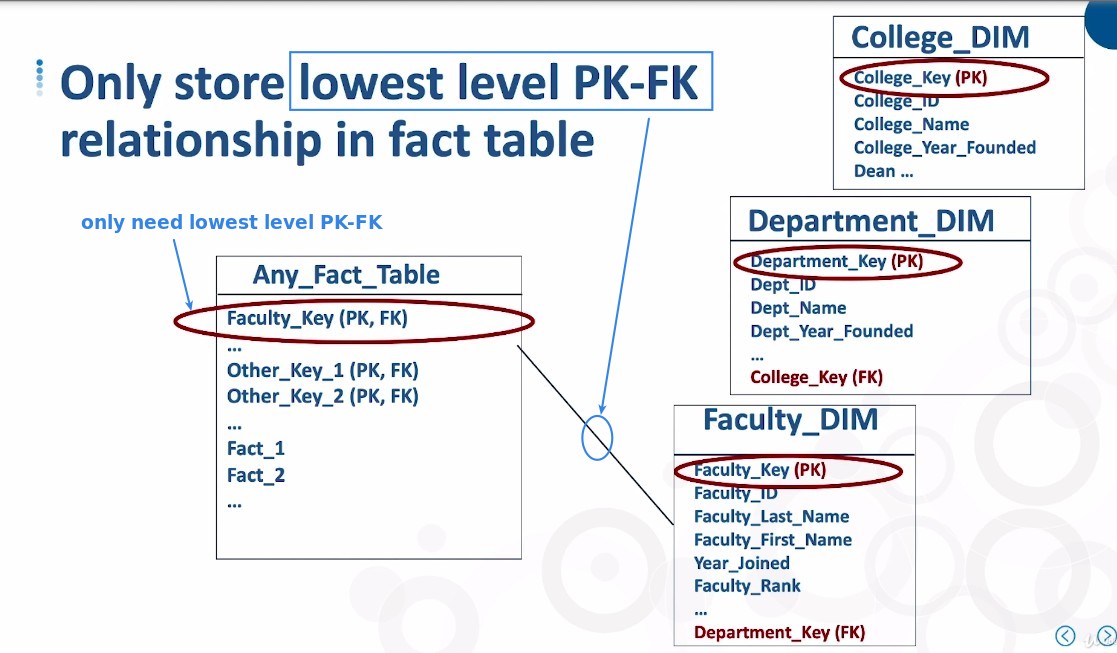 Only store lowest level PK-FK
relationship in fact table
only need lowest level PK-FK
Any_Fact_Table
Faculty_Key (PK, FK)
...
Other_Key_1 (PK, FK)
Other_Key_2 (PK, FK)
...
Fact_1
Fact_2
...
College_DIM
College_Key (PK)
College_ID
College_Name
College_Year_Founded
Dean ...
Department_DIM
Department_Key (PK)
Dept_ID
Dept_Name
Dept_Year_Founded
...
College_Key (FK)
Faculty_DIM
Faculty_Key (PK)
Faculty_ID
Faculty_Last_Name
Faculty_First_Name
Year_Joined
Faculty_Rank
...
Department_Key (FK)